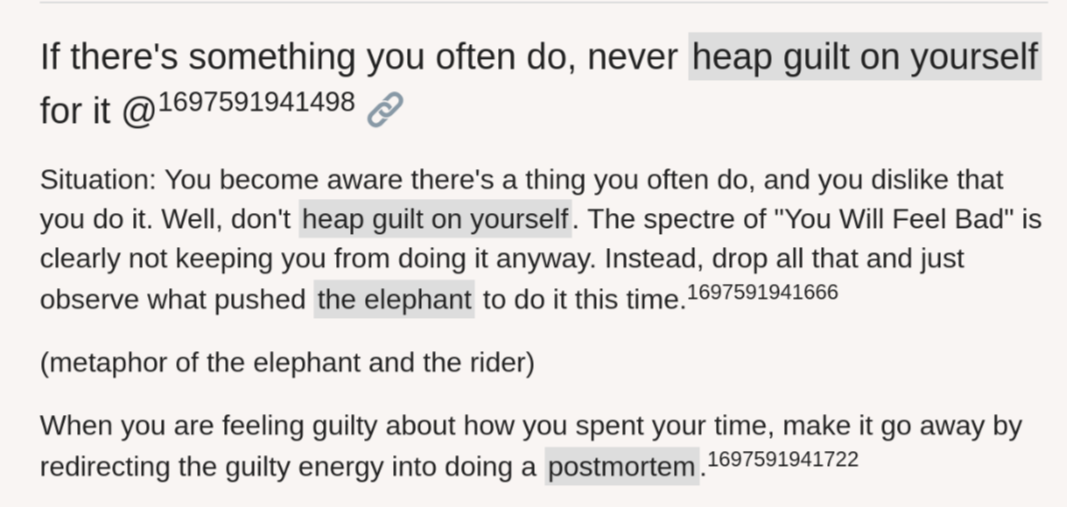 If there's something you often do, never heap guilt on yourself
for it @1697591941498
Situation: You become aware there's a thing you often do, and you dislike that
you do it. Well, don't heap guilt on yourself. The spectre of "You Will Feel Bad" is
clearly not keeping you from doing it anyway. Instead, drop all that and just
observe what pushed the elephant to do it this time.1697591941666
(metaphor of the elephant and the rider)
When you are feeling guilty about how you spent your time, make it go away by
redirecting the guilty energy into doing a postmortem.1697591941722